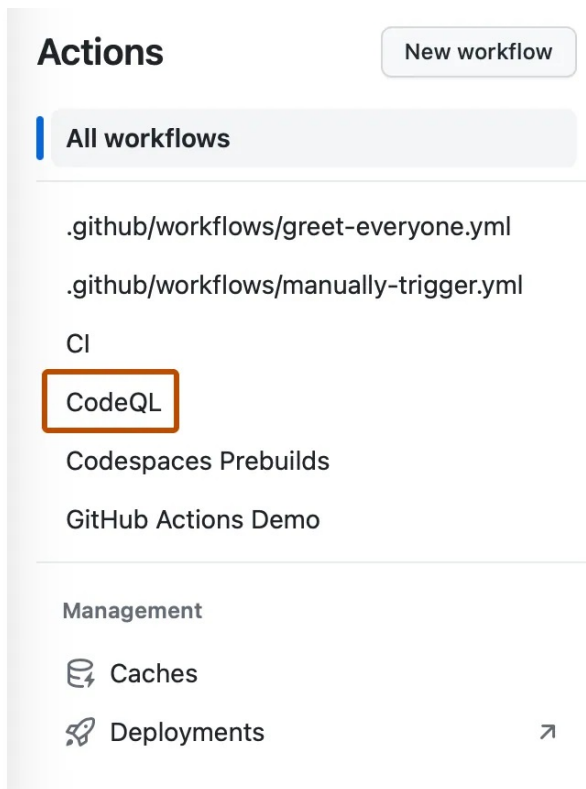 Actions
New workflow
All workflows
.github/workflows/greet-everyone.yml
.github/workflows/manually-trigger.yml
CI
CodeQL
Codespaces Prebuilds
GitHub Actions Demo
Management
Caches
Deployments